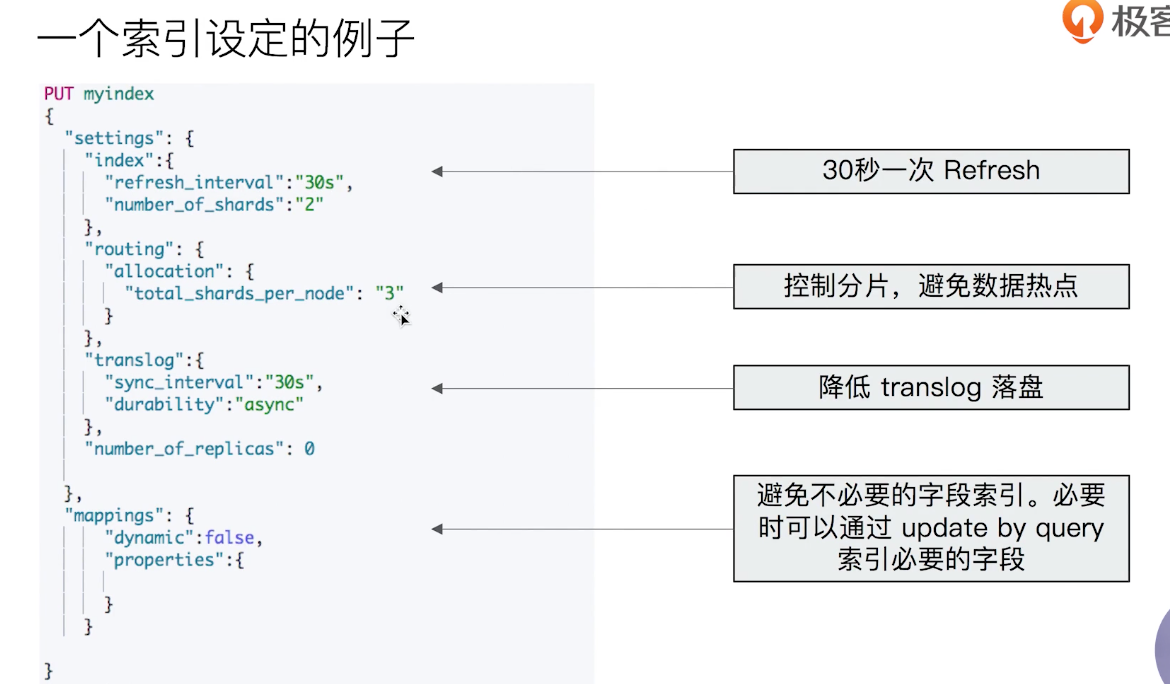 一个索引设定的例子
极客
PUT myindex
{
"settings": {
"index":{
"refresh_interval":"30s",
"number_of_shards":"2"
},
"routing": {
"allocation": {
"total_shards_per_node": "3"
}
},
"translog":{
"sync_interval":"30s",
"durability":"async"
},
"number_of_replicas": 0
},
"mappings": {
"dynamic":false,
"properties":{
}
}
}
30秒一次 Refresh
控制分片，避免数据热点
降低 translog 落盘
避免不必要的字段索引。必要
时可以通过 update by query
索引必要的字段